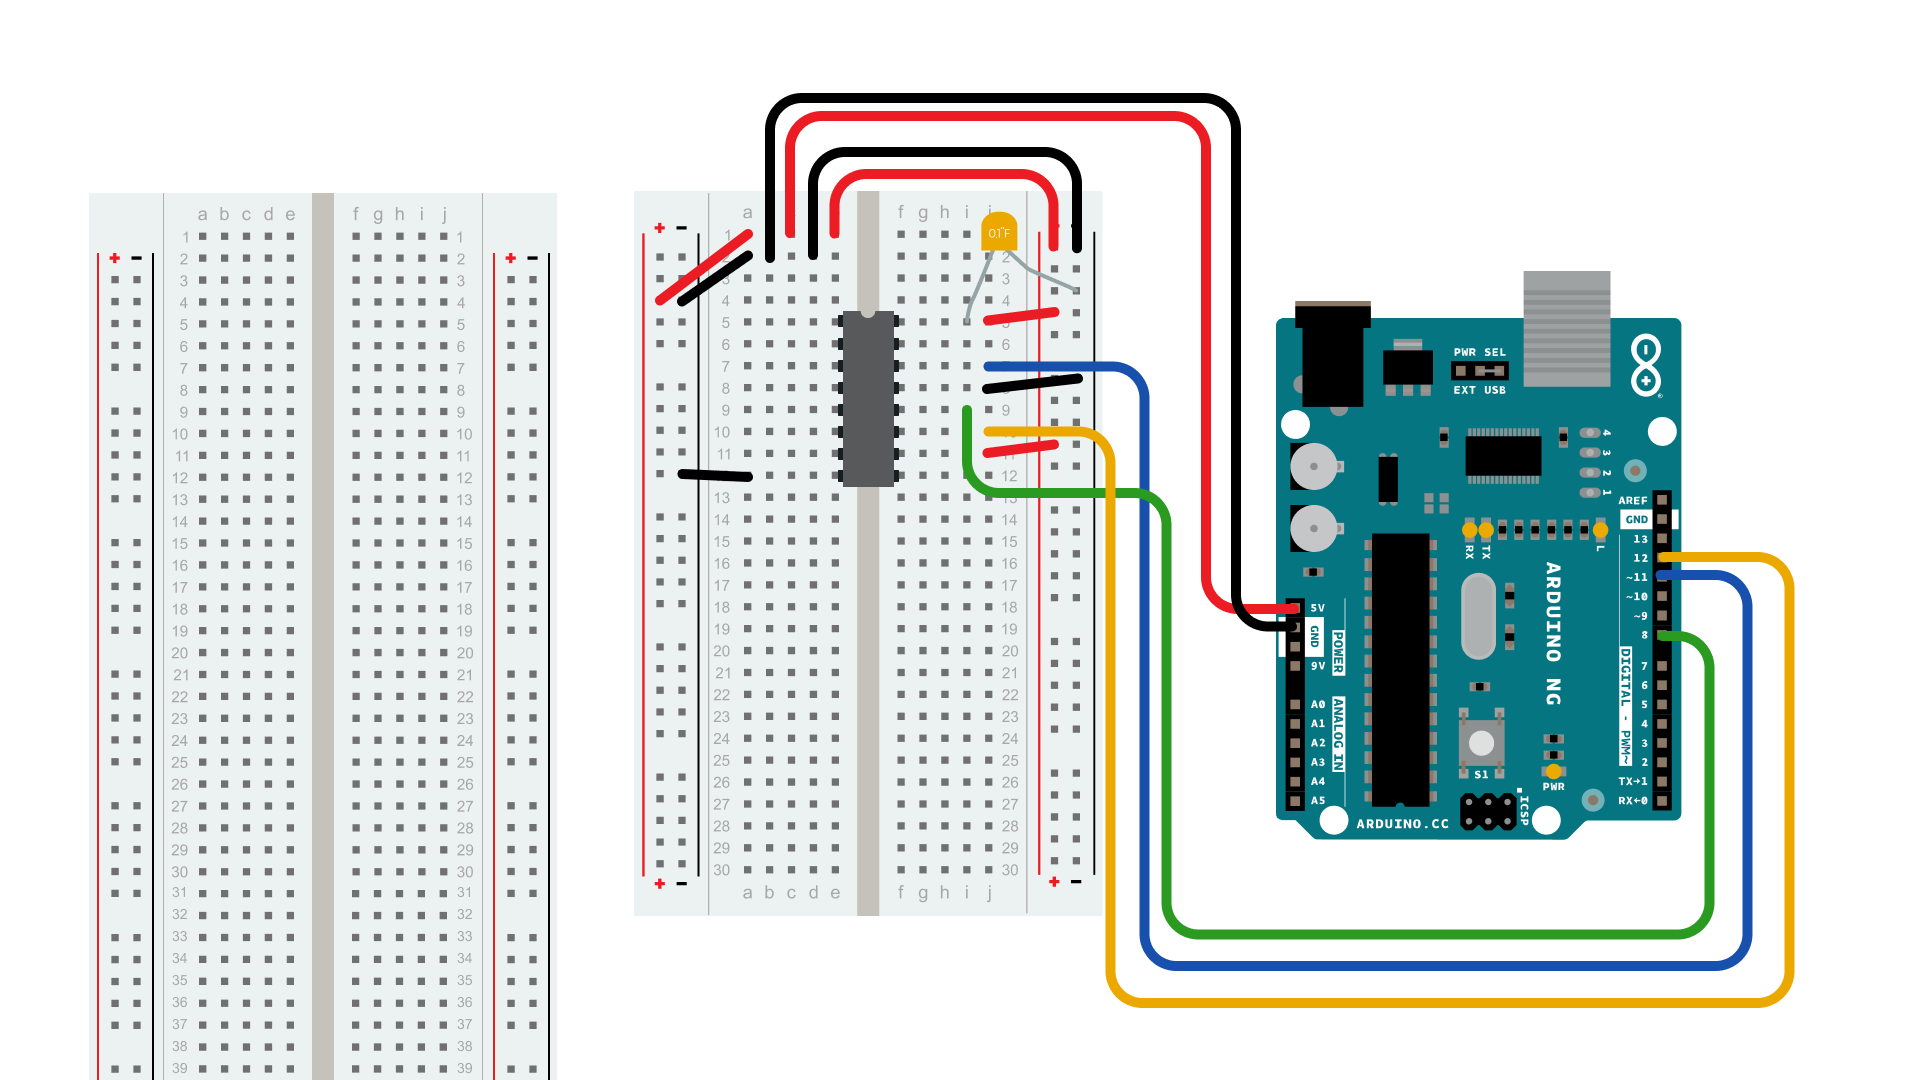 a b c d e
f g h i j
+ -
1 1
2 2
3 3
4 4
5 5
6 6
7 7
8 8
9 9
10 10
11 11
12 12
13 13
14 14
15 15
16 16
17 17
18 18
19 19
20 20
21 21
22 22
23 23
24 24
25 25
26 26
27 27
28 28
29 29
30 30
31 31
32 32
33 33
34 34
35 35
36 36
37 37
38 38
39 39
+ -
a
f g h i
0.1"F
+ -
2
3
4 4
5
6 6
7
8 8
9 9
10
11
12
13
14 14
15 15
16 16
17 17
18 18
19 19
20 20
21 21
22 22
23 23
24 24
25 25
26 26
27 27
28 28
29 29
30 30
a b c d e
f g h i j
+ -
+ -
PWR SEL
EXT USB
4
3
2
1
RX
TX
L
AREF
GND
13
12
~11
~10
~9
8
7
6
5
4
3
2
TX→1
RX←0
DIGITAL - PWM~
ARDUINO NG
5V
GND
9V
POWER
A0
A1
A2
A3
A4
A5
ANALOG IN
S1
PWR
ICSP
ARDUINO.CC